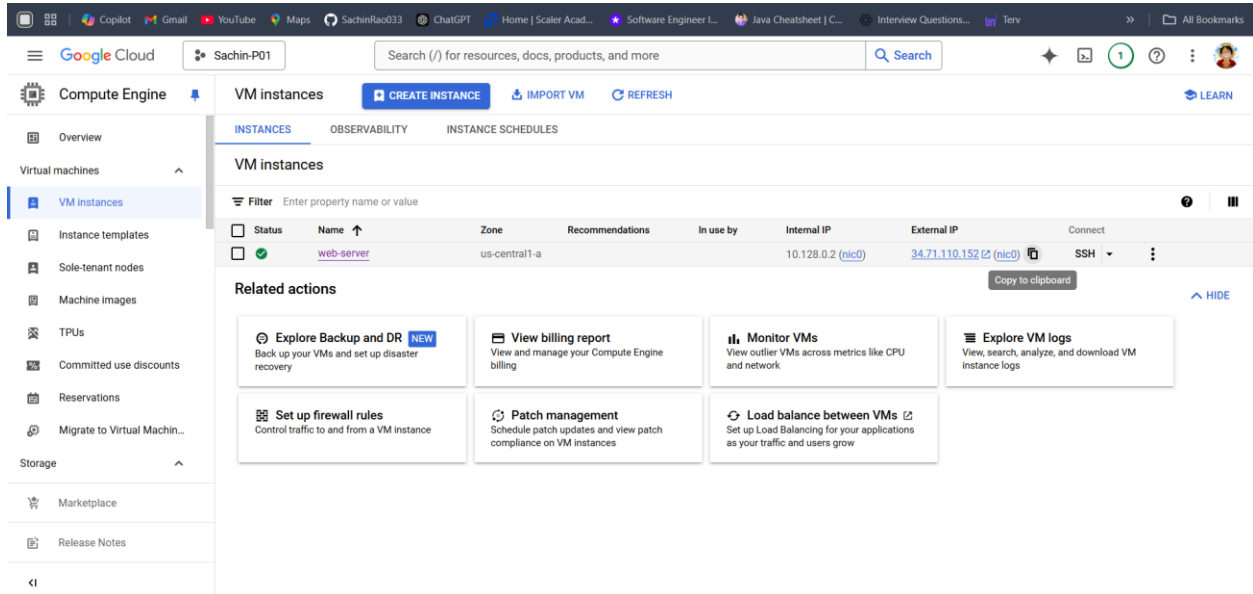 Copilot Gmail YouTube Maps SachinRao033 ChatGPT Home | Scaler Acad... Software Engineer I... Java Cheatsheet | C... Interview Questions... Terv » All Bookmarks
Google Cloud Sachin-P01 Search (/) for resources, docs, products, and more Search 1
Compute Engine VM instances CREATE INSTANCE IMPORT VM REFRESH LEARN
INSTANCES OBSERVABILITY INSTANCE SCHEDULES
Overview
Virtual machines
VM instances
Instance templates
Sole-tenant nodes
Machine images
TPUs
Committed use discounts
Reservations
Migrate to Virtual Machin...
Storage
Marketplace
Release Notes
VM instances
Filter Enter property name or value
Status Name Zone Recommendations In use by Internal IP External IP Connect
web-server us-central1-a 10.128.0.2 (nic0) 34.71.110.152 (nic0) SSH
Copy to clipboard
Related actions
HIDE
Explore Backup and DR NEW
Back up your VMs and set up disaster
recovery
View billing report
View and manage your Compute Engine
billing
Monitor VMs
View outlier VMs across metrics like CPU
and network
Explore VM logs
View, search, analyze, and download VM
instance logs
Set up firewall rules
Control traffic to and from a VM instance
Patch management
Schedule patch updates and view patch
compliance on VM instances
Load balance between VMs
Set up Load Balancing for your applications
as your traffic and users grow